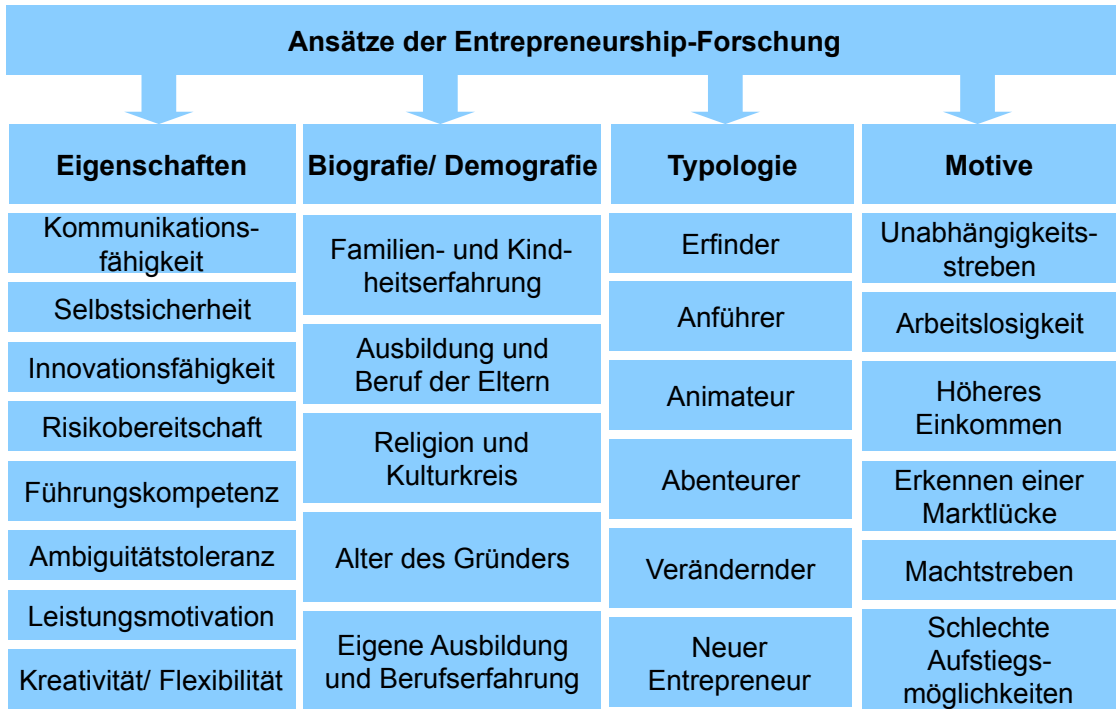 Ansätze der Entrepreneurship-Forschung
Eigenschaften
Kommunikations-
fähigkeit
Selbstsicherheit
Innovationsfähigkeit
Risikobereitschaft
Führungskompetenz
Ambiguitätstoleranz
Leistungsmotivation
Kreativität/ Flexibilität
Biografie/ Demografie
Familien- und Kind-
heitserfahrung
Ausbildung und
Beruf der Eltern
Religion und
Kulturkreis
Alter des Gründers
Eigene Ausbildung
und Berufserfahrung
Typologie
Erfinder
Anführer
Animateur
Abenteurer
Verändernder
Neuer
Entrepreneur
Motive
Unabhängigkeits-
streben
Arbeitslosigkeit
Höheres
Einkommen
Erkennen einer
Marktlücke
Machtstreben
Schlechte
Aufstiegs-
möglichkeiten